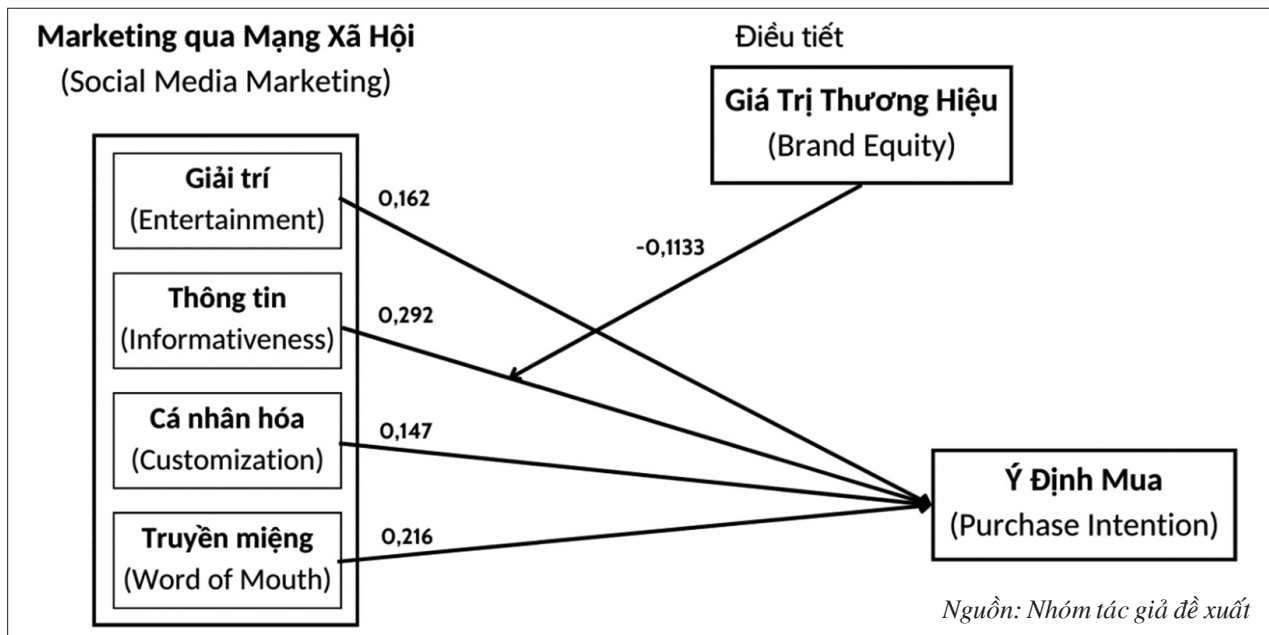 Marketing qua Mạng Xã Hội
(Social Media Marketing)
Điều tiết
Giá Trị Thương Hiệu
(Brand Equity)
Giải trí
(Entertainment)
0,162
-0,1133
Thông tin
(Informativeness)
0,292
Cá nhân hóa
(Customization)
0,147
Ý Định Mua
(Purchase Intention)
Truyền miệng
(Word of Mouth)
0,216
Nguồn: Nhóm tác giả đề xuất